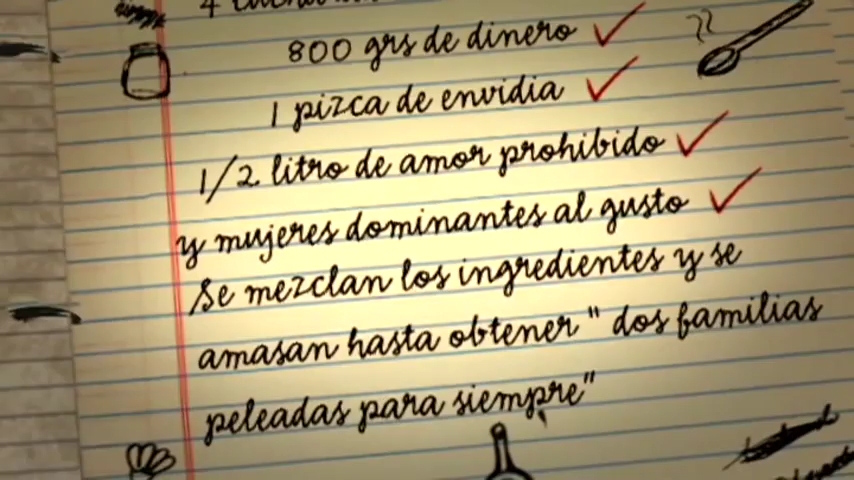 800 grs de dinero
1 pizca de envidia
1/2 litro de amor prohibido
y mujeres dominantes al gusto
Se mezclan los ingredientes y se
amasan hasta obtener " dos familias
peleadas para siempre"